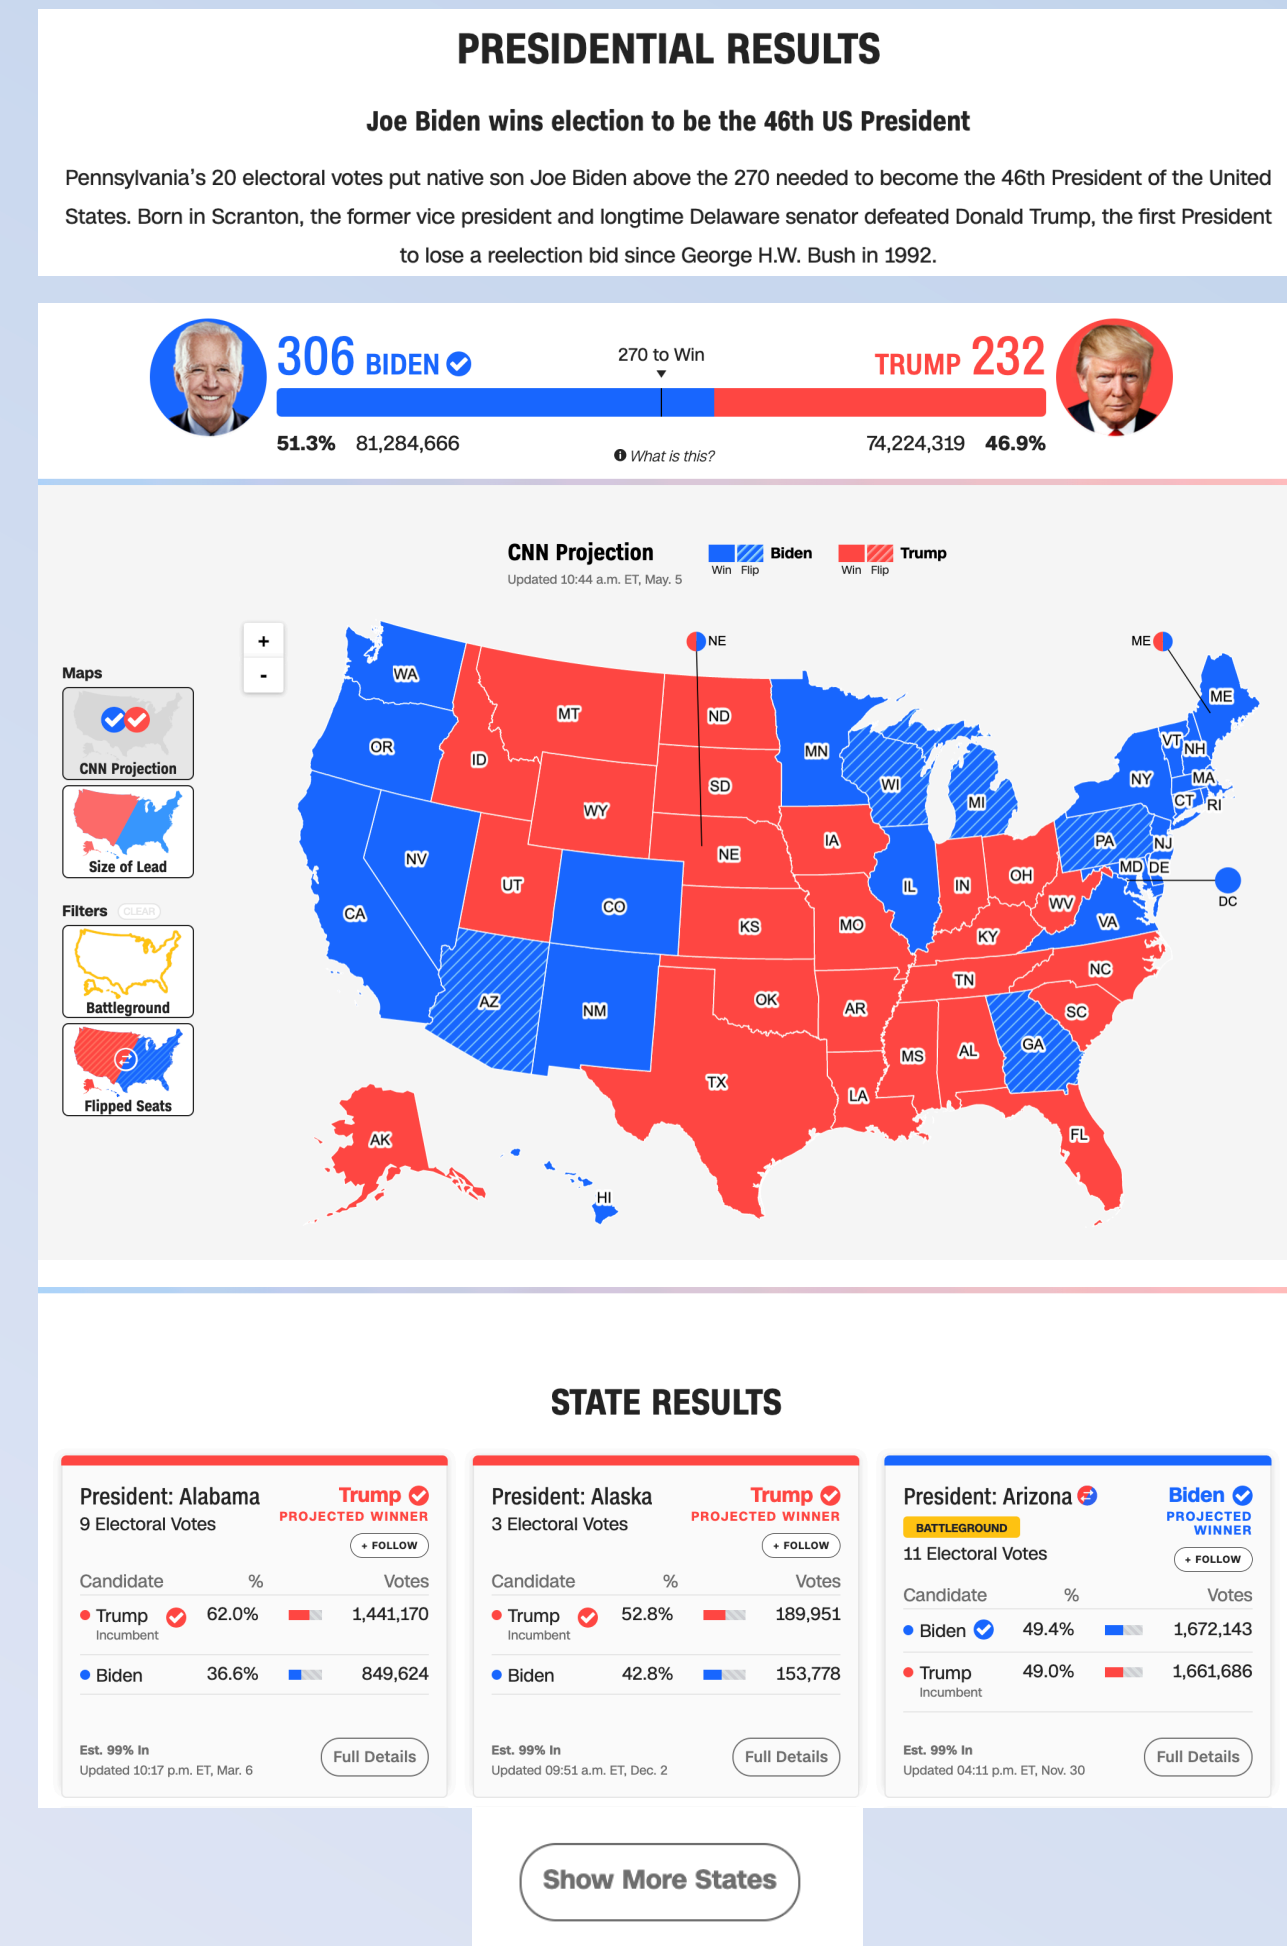 PRESIDENTIAL RESULTS
Joe Biden wins election to be the 46th US President
Pennsylvania's 20 electoral votes put native son Joe Biden above the 270 needed to become the 46th President of the United
States. Born in Scranton, the former vice president and longtime Delaware senator defeated Donald Trump, the first President
to lose a reelection bid since George H.W. Bush in 1992.
306 BIDEN
270 to Win
TRUMP 232
51.3% 81,284,666
What is this?
74,224,319 46.9%
CNN Projection
Updated 10:44 a.m. ET, May. 5
Biden
Win Flip
Trump
Win Flip
+
-
Maps
CNN Projection
Size of Lead
Filters CLEAR
Battleground
Flipped Seats
NE
ME
WA
MT
ND
ME
OR
ID
MN
VT
NH
SD
WI
NY
MA
WY
MI
CT
RI
NV
NE
IA
PA
NJ
UT
CO
IL
IN
OH
MD
DE
DC
CA
KS
MO
WV
VA
KY
AZ
NM
OK
TN
NC
AR
SC
TX
MS
AL
GA
LA
AK
FL
HI
STATE RESULTS
President: Alabama
Trump
9 Electoral Votes
PROJECTED WINNER
+ FOLLOW
Candidate % Votes
Trump 62.0% 1,441,170
Incumbent
Biden 36.6% 849,624
Est. 99% In
Updated 10:17 p.m. ET, Mar. 6
Full Details
President: Alaska
Trump
3 Electoral Votes
PROJECTED WINNER
+ FOLLOW
Candidate % Votes
Trump 52.8% 189,951
Incumbent
Biden 42.8% 153,778
Est. 99% In
Updated 09:51 a.m. ET, Dec. 2
Full Details
President: Arizona
Biden
BATTLEGROUND
PROJECTED
WINNER
11 Electoral Votes
+ FOLLOW
Candidate % Votes
Biden 49.4% 1,672,143
Trump 49.0% 1,661,686
Incumbent
Est. 99% In
Updated 04:11 p.m. ET, Nov. 30
Full Details
Show More States